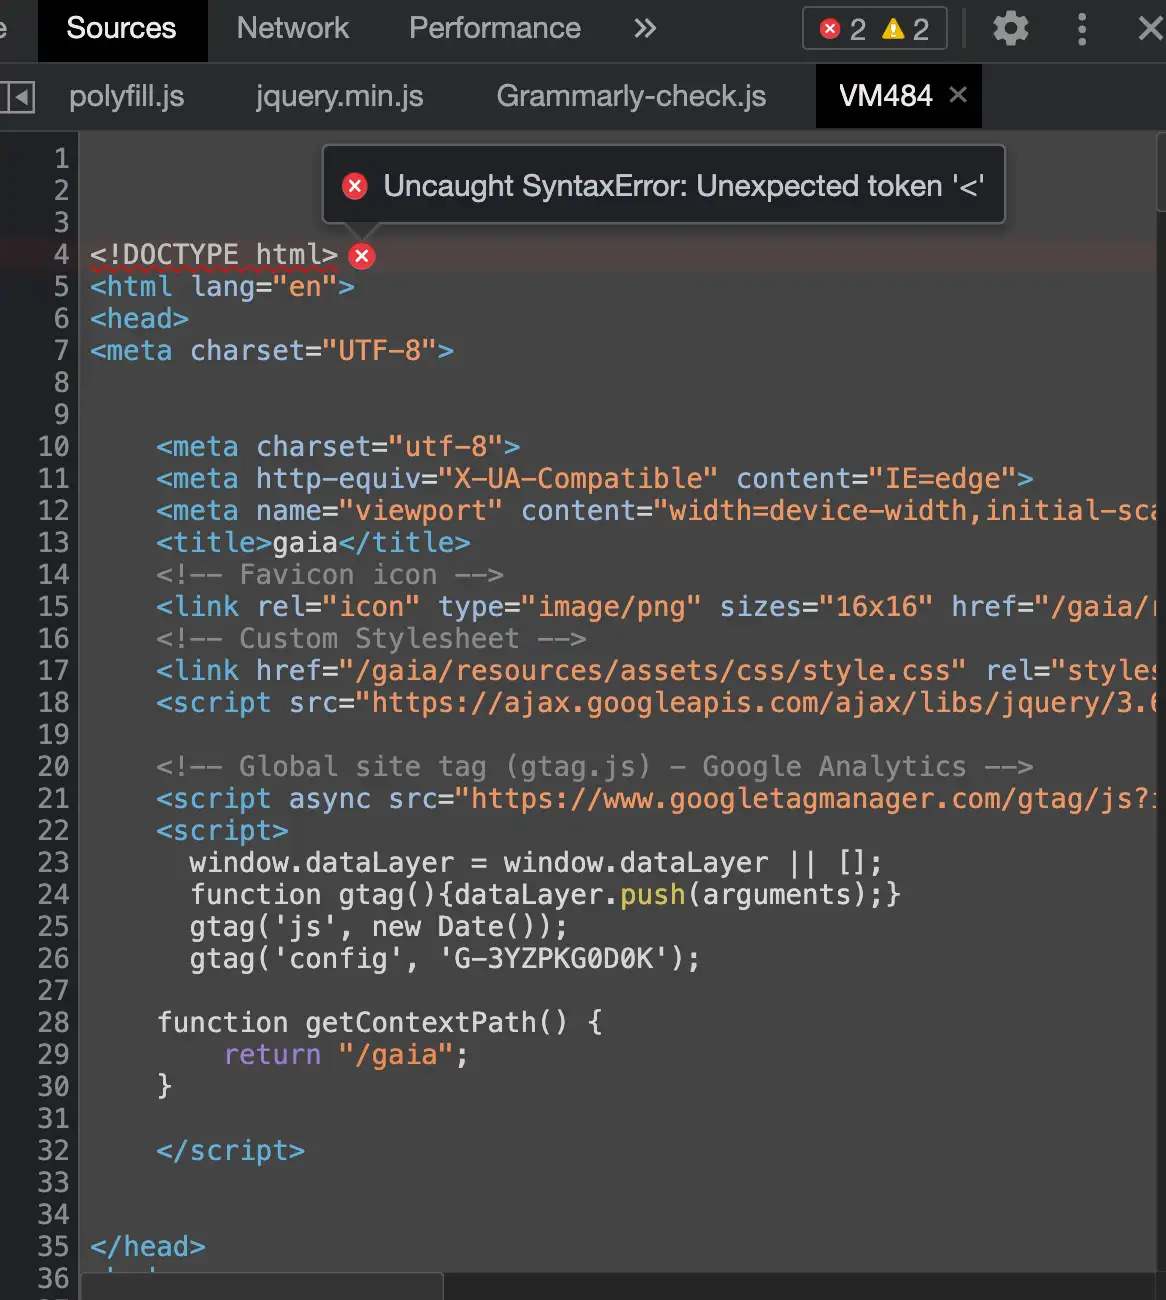 Sources Network Performance » 2 2
polyfill.js jquery.min.js Grammarly-check.js VM484
Uncaught SyntaxError: Unexpected token '<'
1
2
3
4 <!DOCTYPE html>
5 <html lang="en">
6 <head>
7 <meta charset="UTF-8">
8
9
10 <meta charset="utf-8">
11 <meta http-equiv="X-UA-Compatible" content="IE=edge">
12 <meta name="viewport" content="width=device-width,initial-sca
13 <title>gaia</title>
14 <!-- Favicon icon -->
15 <link rel="icon" type="image/png" sizes="16x16" href="/gaia/
16 <!-- Custom Stylesheet -->
17 <link href="/gaia/resources/assets/css/style.css" rel="styles
18 <script src="https://ajax.googleapis.com/ajax/libs/jquery/3.6
19
20 <!-- Global site tag (gtag.js) - Google Analytics -->
21 <script async src="https://www.googletagmanager.com/gtag/js?
22 <script>
23 window.dataLayer = window.dataLayer || [];
24 function gtag(){dataLayer.push(arguments);}
25 gtag('js', new Date());
26 gtag('config', 'G-3YZPKG0D0K');
27
28 function getContextPath() {
29 return "/gaia";
30 }
31
32 </script>
33
34
35 </head>
36